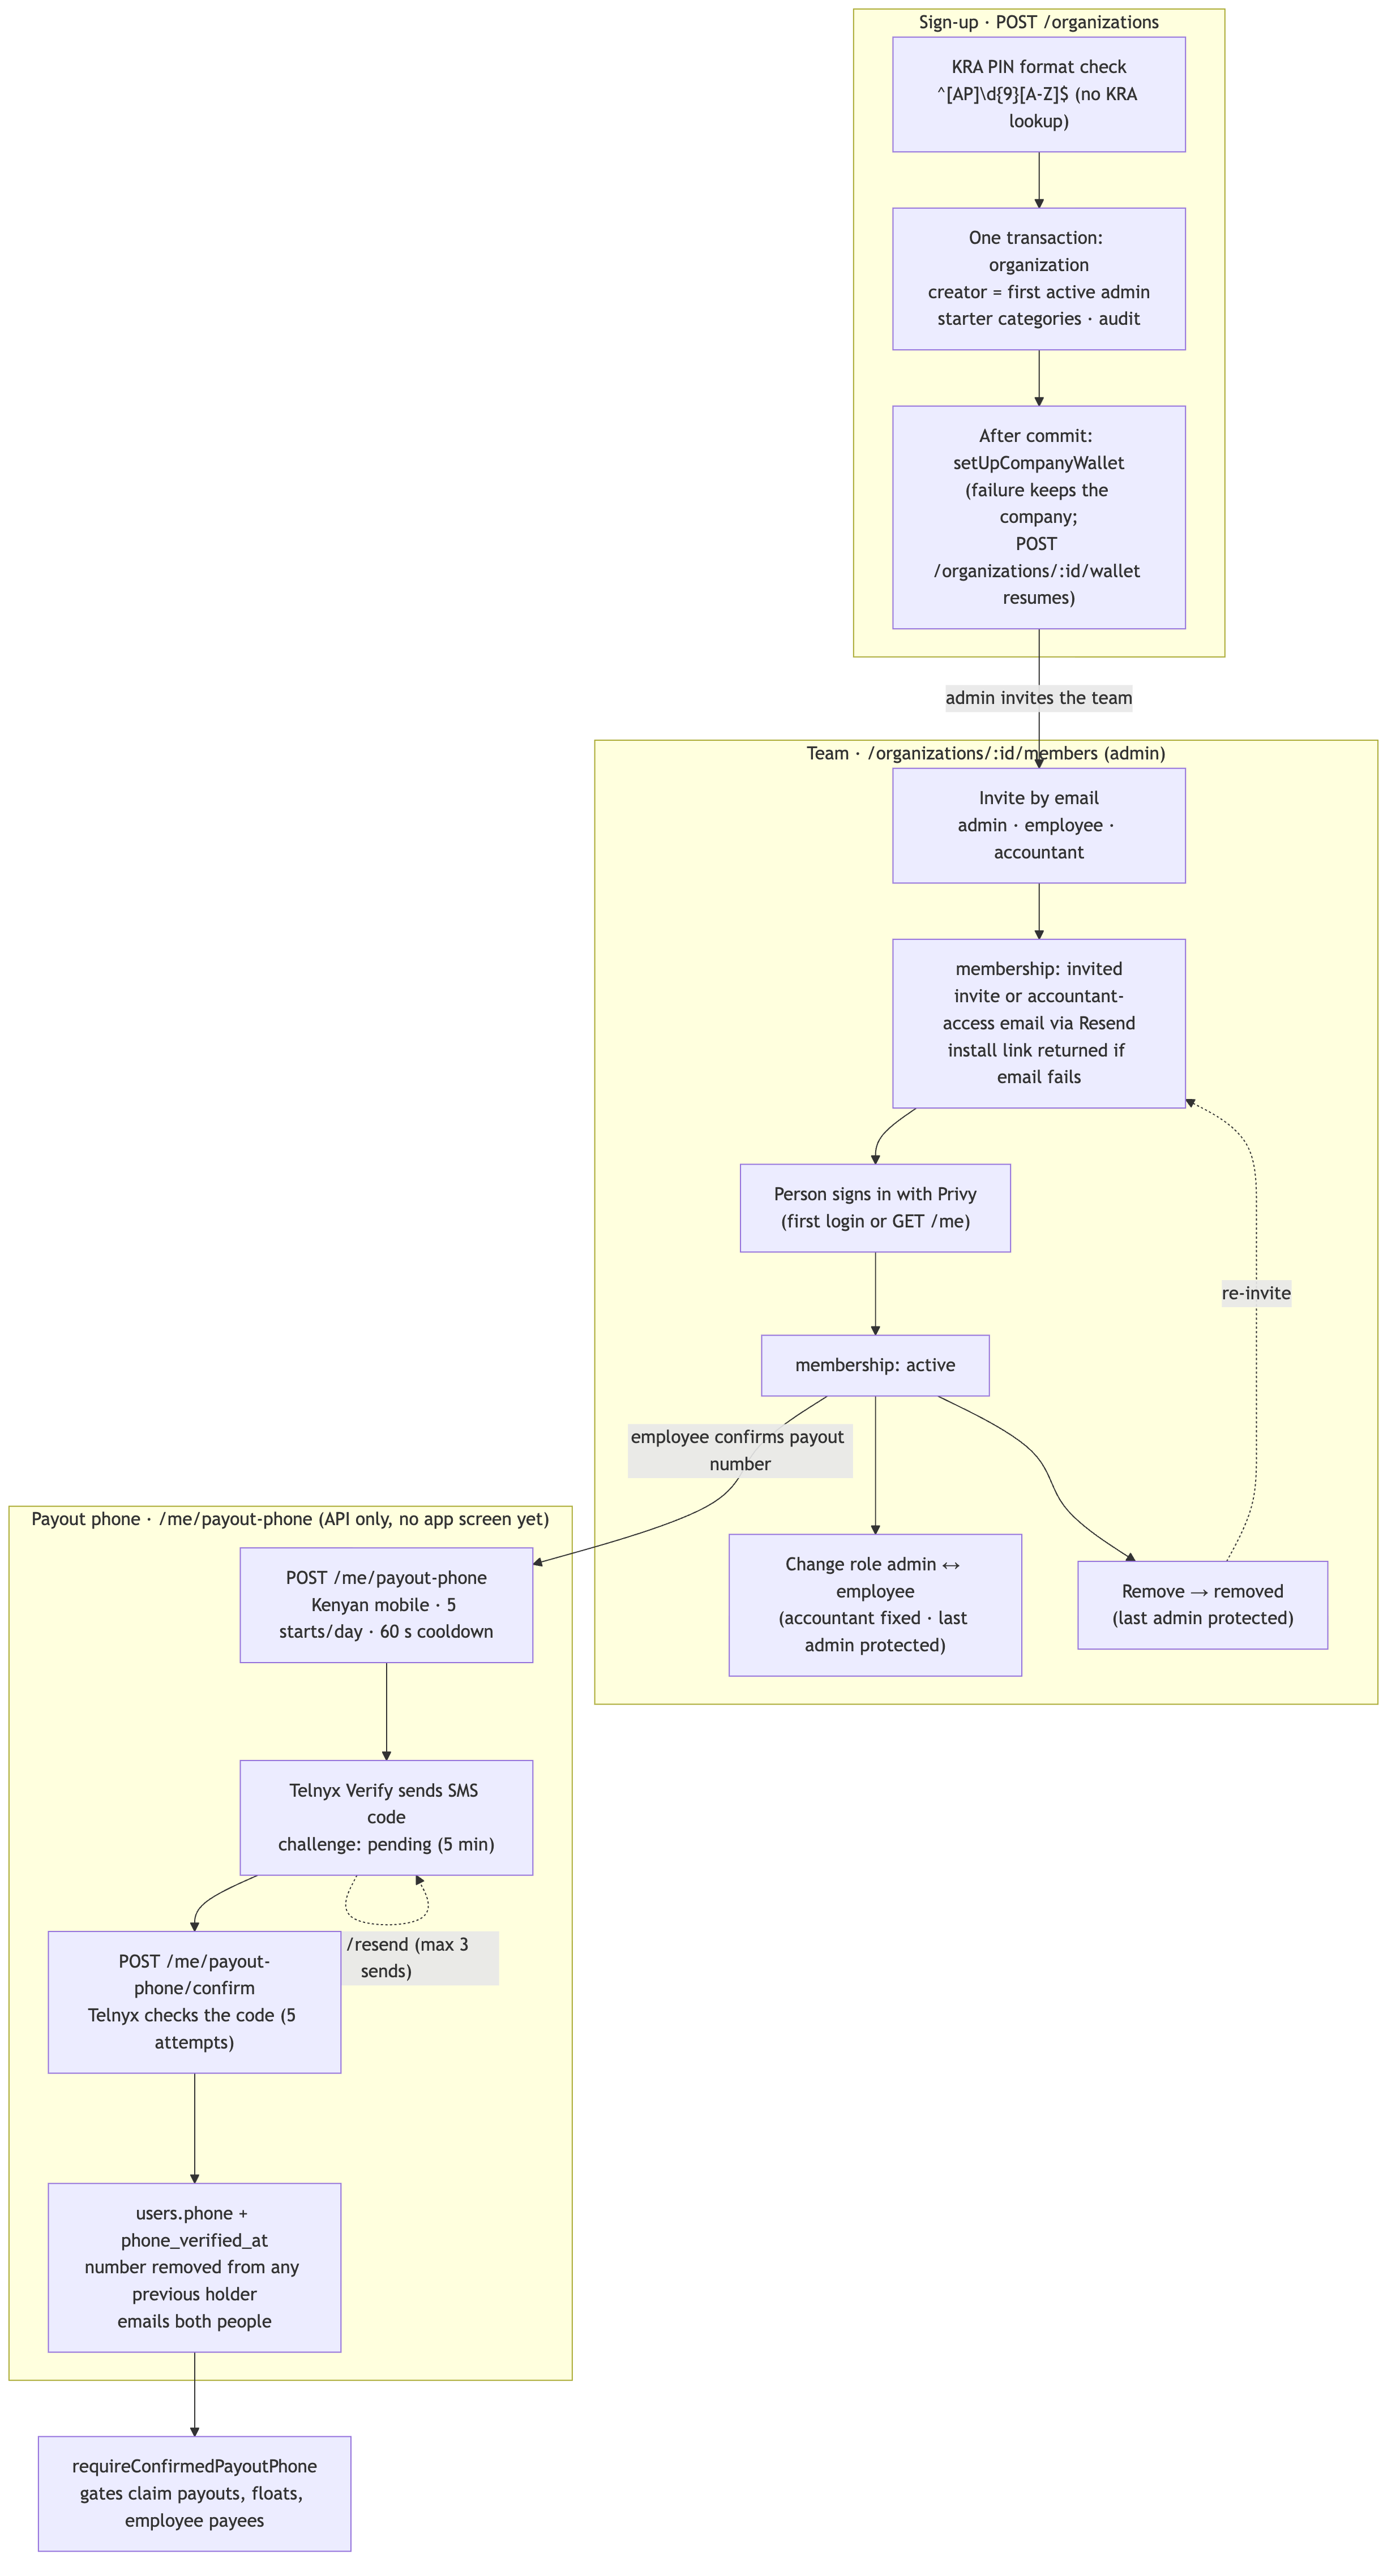 Sign-up · POST /organizations
KRA PIN format check
^[AP]\d{9}[A-Z]$ (no KRA
lookup)
One transaction:
organization
creator = first active admin
starter categories · audit
After commit:
setUpCompanyWallet
(failure keeps the
company;
POST
/organizations/:id/wallet
resumes)
admin invites the team
Team · /organizations/:id/members (admin)
Invite by email
admin · employee ·
accountant
membership: invited
invite or accountant-
access email via Resend
install link returned if
email fails
Person signs in with Privy
(first login or GET /me)
re-invite
membership: active
employee confirms payout
number
Change role admin ↔
employee
(accountant fixed · last
admin protected)
Remove → removed
(last admin protected)
Payout phone · /me/payout-phone (API only, no app screen yet)
POST /me/payout-phone
Kenyan mobile · 5
starts/day · 60 s cooldown
Telnyx Verify sends SMS
code
challenge: pending (5 min)
/resend (max 3
sends)
POST /me/payout-
phone/confirm
Telnyx checks the code (5
attempts)
users.phone +
phone_verified_at
number removed from any
previous holder
emails both people
requireConfirmedPayoutPhone
gates claim payouts, floats,
employee payees